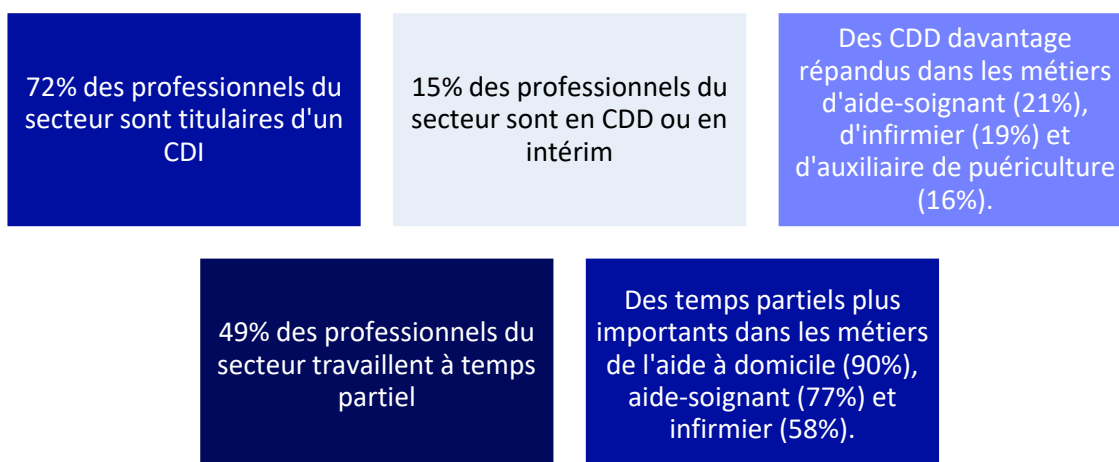 72% des professionnels du
secteur sont titulaires d'un
CDI
15% des professionnels du
secteur sont en CDD ou en
intérim
Des CDD davantage
répandus dans les métiers
d'aide-soignant (21%),
d'infirmier (19%) et
d'auxiliaire de puériculture
(16%).
49% des professionnels du
secteur travaillent à temps
partiel
Des temps partiels plus
importants dans les métiers
de l'aide à domicile (90%),
aide-soignant (77%) et
infirmier (58%).